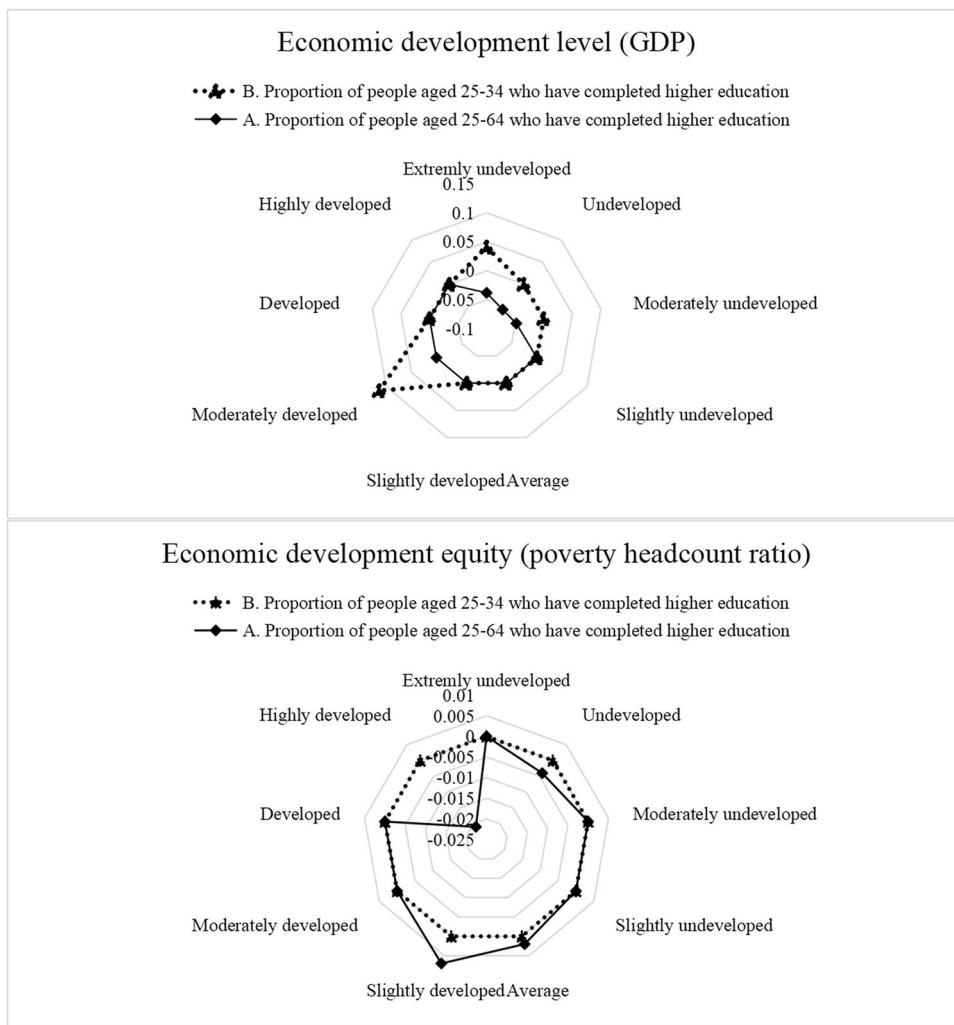 Economic development level (GDP)
B. Proportion of people aged 25-34 who have completed higher education
A. Proportion of people aged 25-64 who have completed higher education
Extremly undeveloped
0.15
Highly developed
Undeveloped
0.1
0.05
0
Developed
Moderately undeveloped
0.05
-0.1
Moderately developed
Slightly undeveloped
Slightly developed
Average
Economic development equity (poverty headcount ratio)
B. Proportion of people aged 25-34 who have completed higher education
A. Proportion of people aged 25-64 who have completed higher education
Extremly undeveloped
0.01
Highly developed
Undeveloped
0.005
0
-0.005
-0.01
Developed
Moderately undeveloped
-0.015
-0.02
-0.025
Moderately developed
Slightly undeveloped
Slightly developed
Average